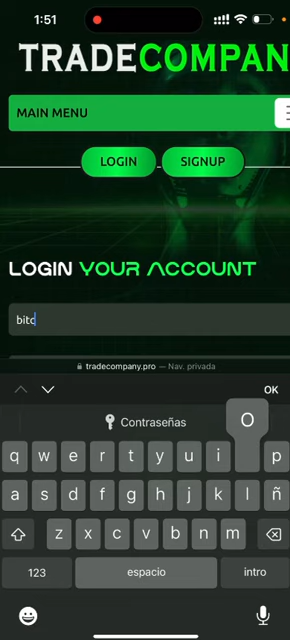 1:51
TRADECOMPAN
MAIN MENU
LOGIN SIGNUP
LOGIN YOUR ACCOUNT
bitc
tradecompany.pro — Nav. privada
OK
Contraseñas
O
q w e r t y u i p
a s d f g h j k l ñ
z x c v b n m
123 espacio intro